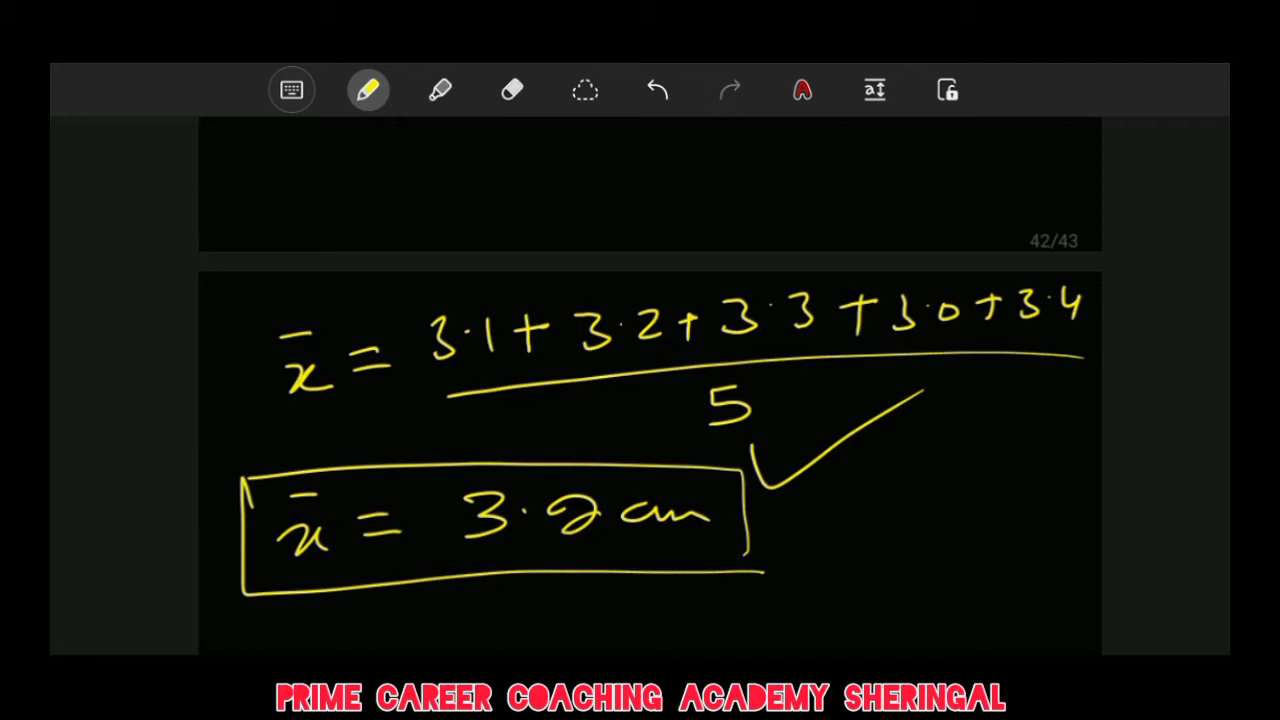 42/43
x̄ = 3.1 + 3.2 + 3.3 + 3.0 + 3.4
5
x̄ = 3.2 cm
PRIME CAREER COACHING ACADEMY SHERINGAL